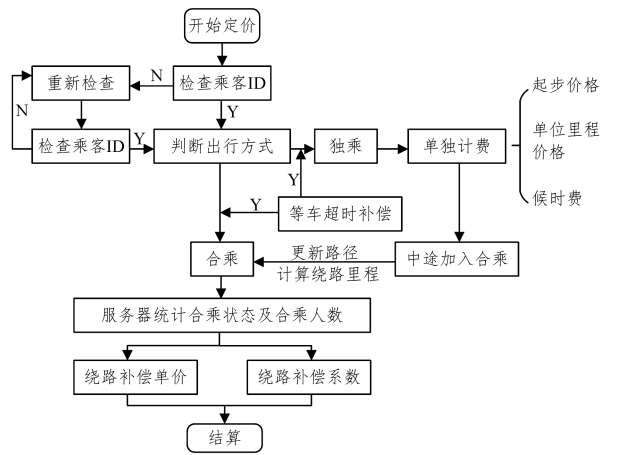 开始定价
重新检查
N
检查乘客ID
起步价格
N
Y
单位里程
价格
检查乘客ID
Y
判断出行方式
独乘
单独计费
Y
候时费
Y
等车超时补偿
合乘
更新路径
计算绕路里程
中途加入合乘
服务器统计合乘状态及合乘人数
绕路补偿单价
绕路补偿系数
结算